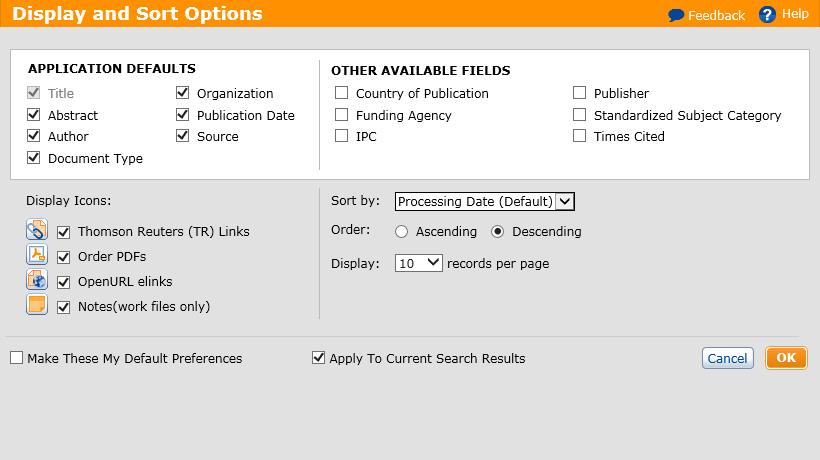 Display and Sort Options
Feedback
? Help
APPLICATION DEFAULTS
Title
Organization
Abstract
Publication Date
Author
Source
Document Type
OTHER AVAILABLE FIELDS
Country of Publication
Publisher
Funding Agency
Standardized Subject Category
IPC
Times Cited
Display Icons:
Thomson Reuters (TR) Links
Order PDFs
OpenURL elinks
Notes(work files only)
Sort by: Processing Date (Default)
Order: Ascending Descending
Display: 10 records per page
Make These My Default Preferences
Apply To Current Search Results
Cancel
OK